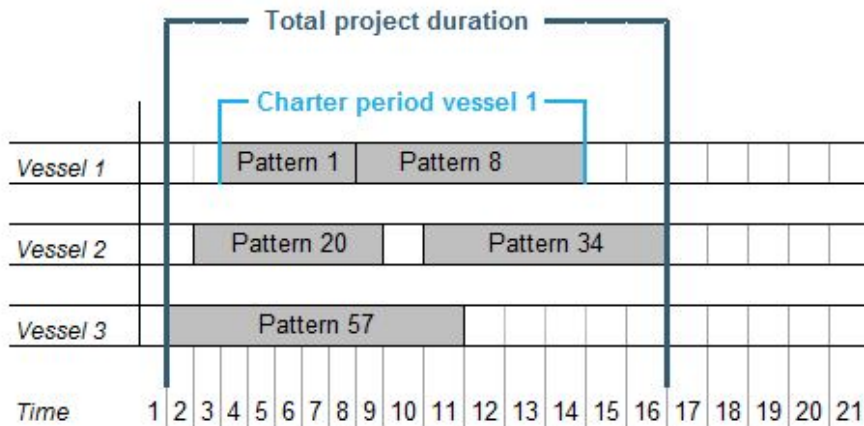 Total project duration
Charter period vessel 1
Vessel 1 Pattern 1 Pattern 8
Vessel 2 Pattern 20 Pattern 34
Vessel 3 Pattern 57
Time 1 2 3 4 5 6 7 8 9 10 11 12 13 14 15 16 17 18 19 20 21